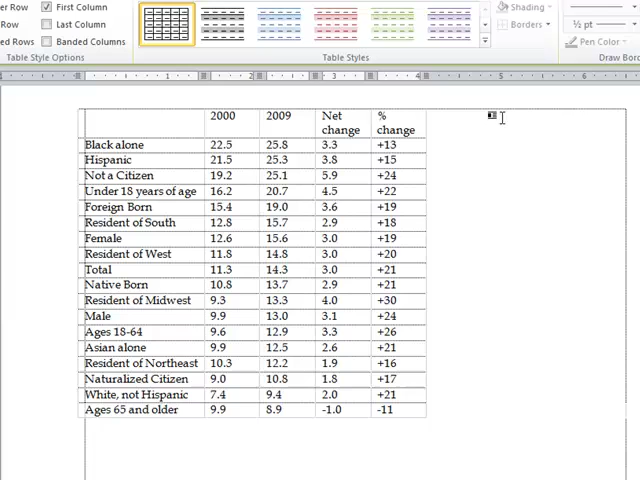 er Row First Column
Row Last Column
ed Rows Banded Columns
Table Style Options
Table Styles
Shading
Borders
½ pt
Pen Color
Draw Bord
1 1 2 3 4 5 6
2000 2009 Net change % change
Black alone 22.5 25.8 3.3 +13
Hispanic 21.5 25.3 3.8 +15
Not a Citizen 19.2 25.1 5.9 +24
Under 18 years of age 16.2 20.7 4.5 +22
Foreign Born 15.4 19.0 3.6 +19
Resident of South 12.8 15.7 2.9 +18
Female 12.6 15.6 3.0 +19
Resident of West 11.8 14.8 3.0 +20
Total 11.3 14.3 3.0 +21
Native Born 10.8 13.7 2.9 +21
Resident of Midwest 9.3 13.3 4.0 +30
Male 9.9 13.0 3.1 +24
Ages 18-64 9.6 12.9 3.3 +26
Asian alone 9.9 12.5 2.6 +21
Resident of Northeast 10.3 12.2 1.9 +16
Naturalized Citizen 9.0 10.8 1.8 +17
White, not Hispanic 7.4 9.4 2.0 +21
Ages 65 and older 9.9 8.9 -1.0 -11